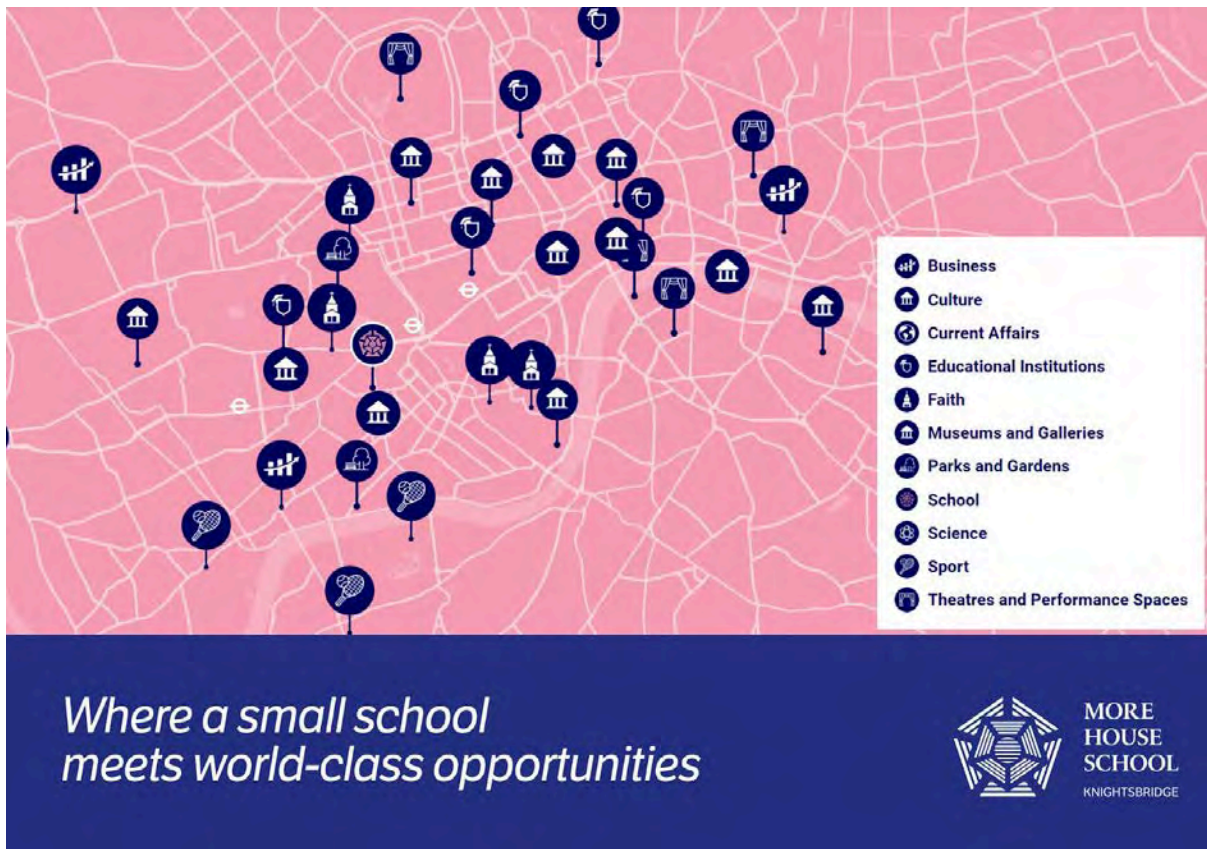 Business
Culture
Current Affairs
Educational Institutions
Faith
Museums and Galleries
Parks and Gardens
School
Science
Sport
Theatres and Performance Spaces
Where a small school
meets world-class opportunities
MORE
HOUSE
SCHOOL
KNIGHTSBRIDGE